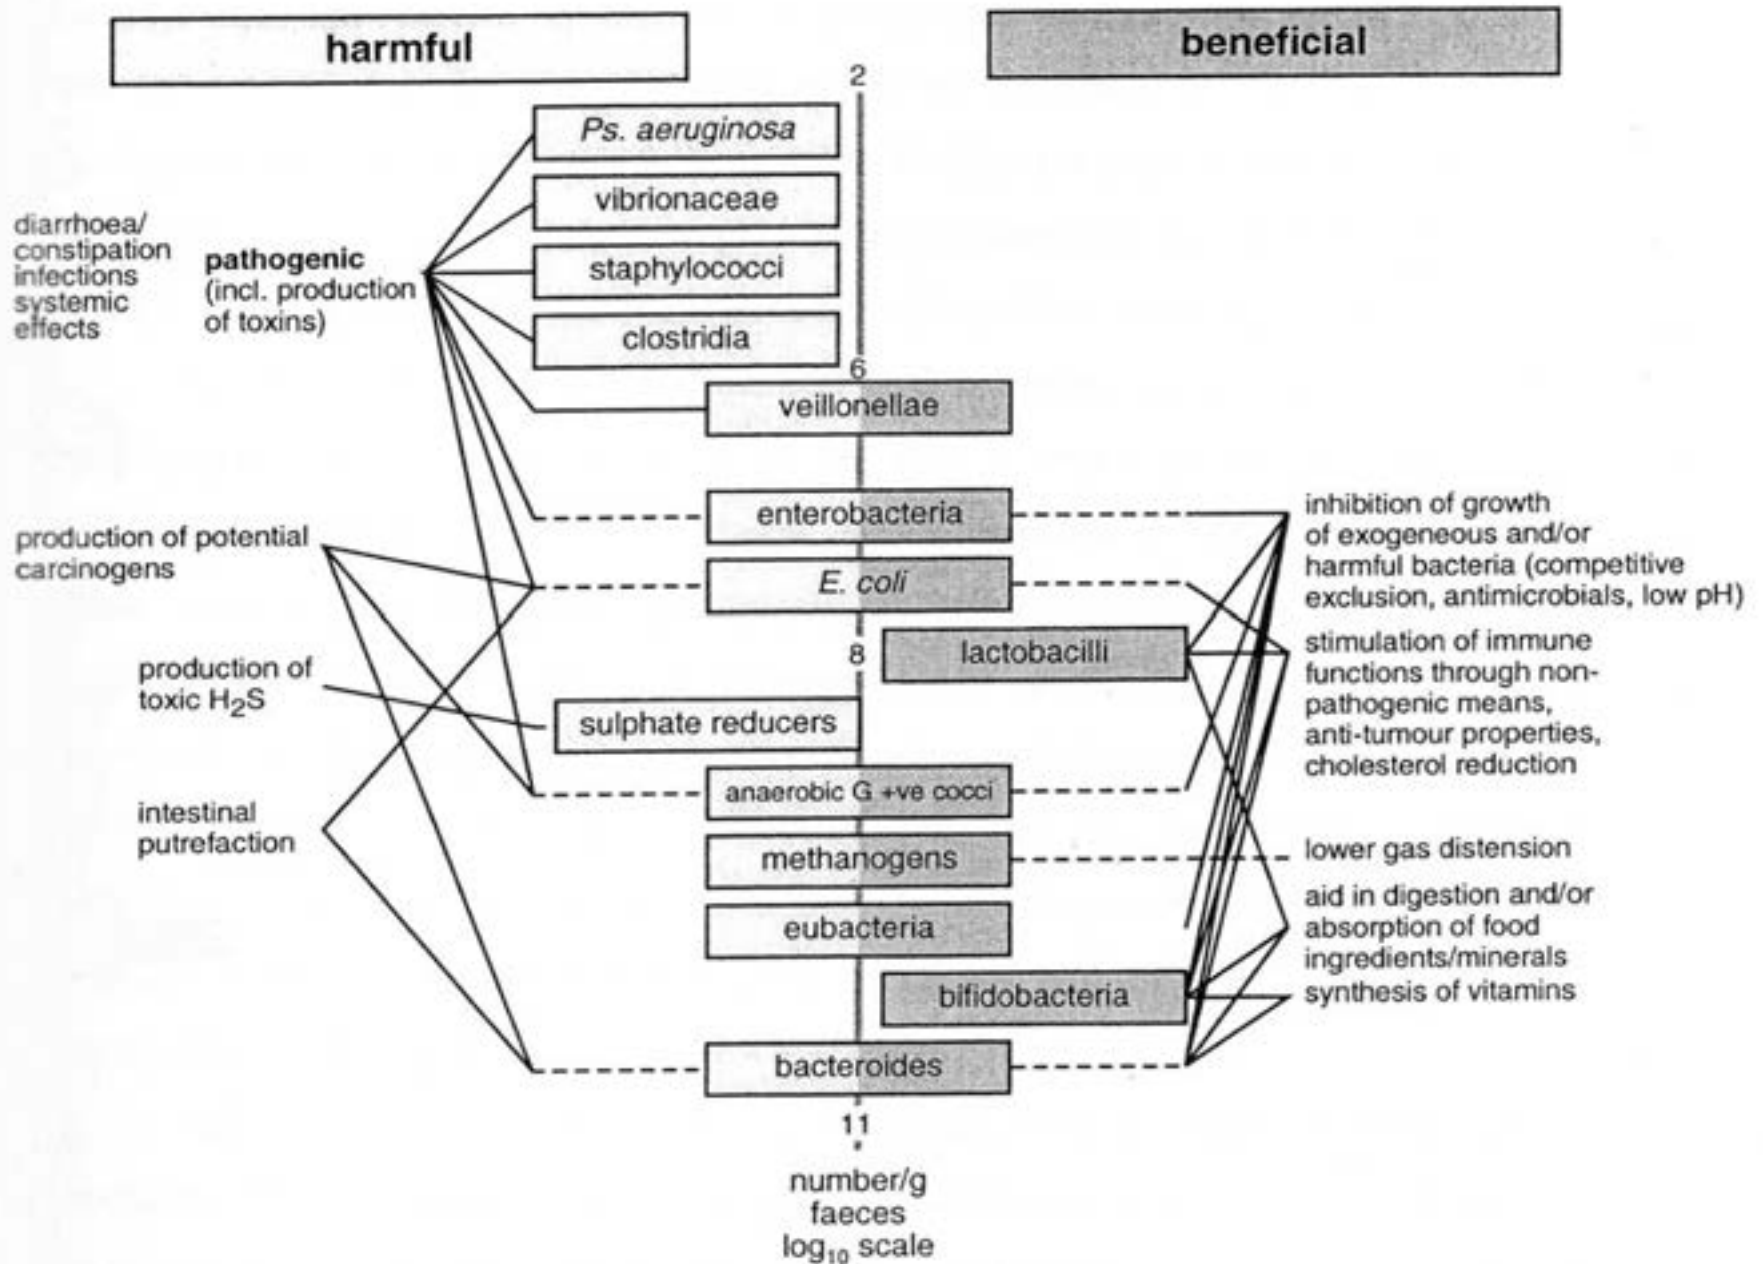 harmful
beneficial
2
Ps. aeruginosa
vibrionaceae
staphylococci
clostridia
diarrhoea/
constipation
infections
systemic
effects
pathogenic
(incl. production
of toxins)
6
veillonellae
enterobacteria
E. coli
8
lactobacilli
sulphate reducers
anaerobic G +ve cocci
methanogens
eubacteria
bifidobacteria
bacteroides
11
number/g
faeces
log₁₀ scale
production of potential
carcinogens
production of
toxic H₂S
intestinal
putrefaction
inhibition of growth
of exogeneous and/or
harmful bacteria (competitive
exclusion, antimicrobials, low pH)
stimulation of immune
functions through non-
pathogenic means,
anti-tumour properties,
cholesterol reduction
lower gas distension
aid in digestion and/or
absorption of food
ingredients/minerals
synthesis of vitamins